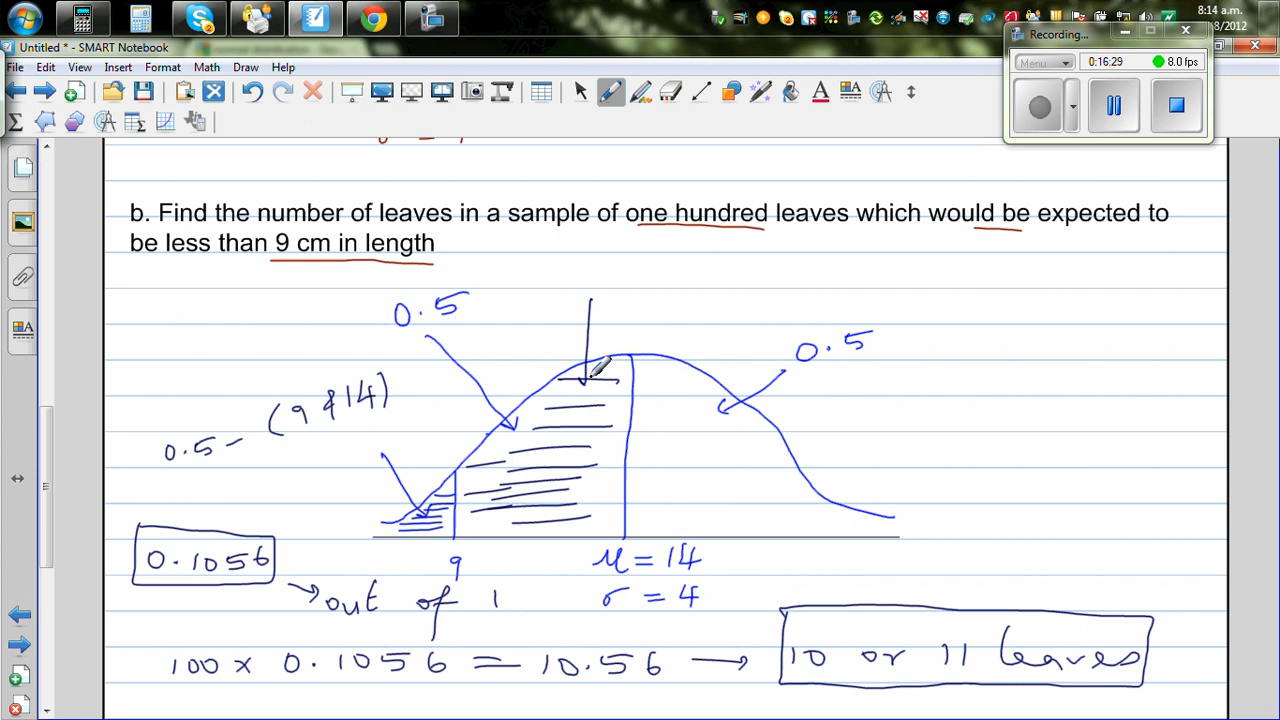 8:14 a.m.
8/2012
Untitled * - SMART Notebook
Recording...
File Edit View Insert Format Math Draw Help
Menu
0:16:29
8.0 fps
b. Find the number of leaves in a sample of one hundred leaves which would be expected to
be less than 9 cm in length
0.5
0.5
0.5 - (9 & 14)
0.1056
9
μ = 14
out of 1
σ = 4
100 x 0.1056 = 10.56 → 10 or 11 leaves